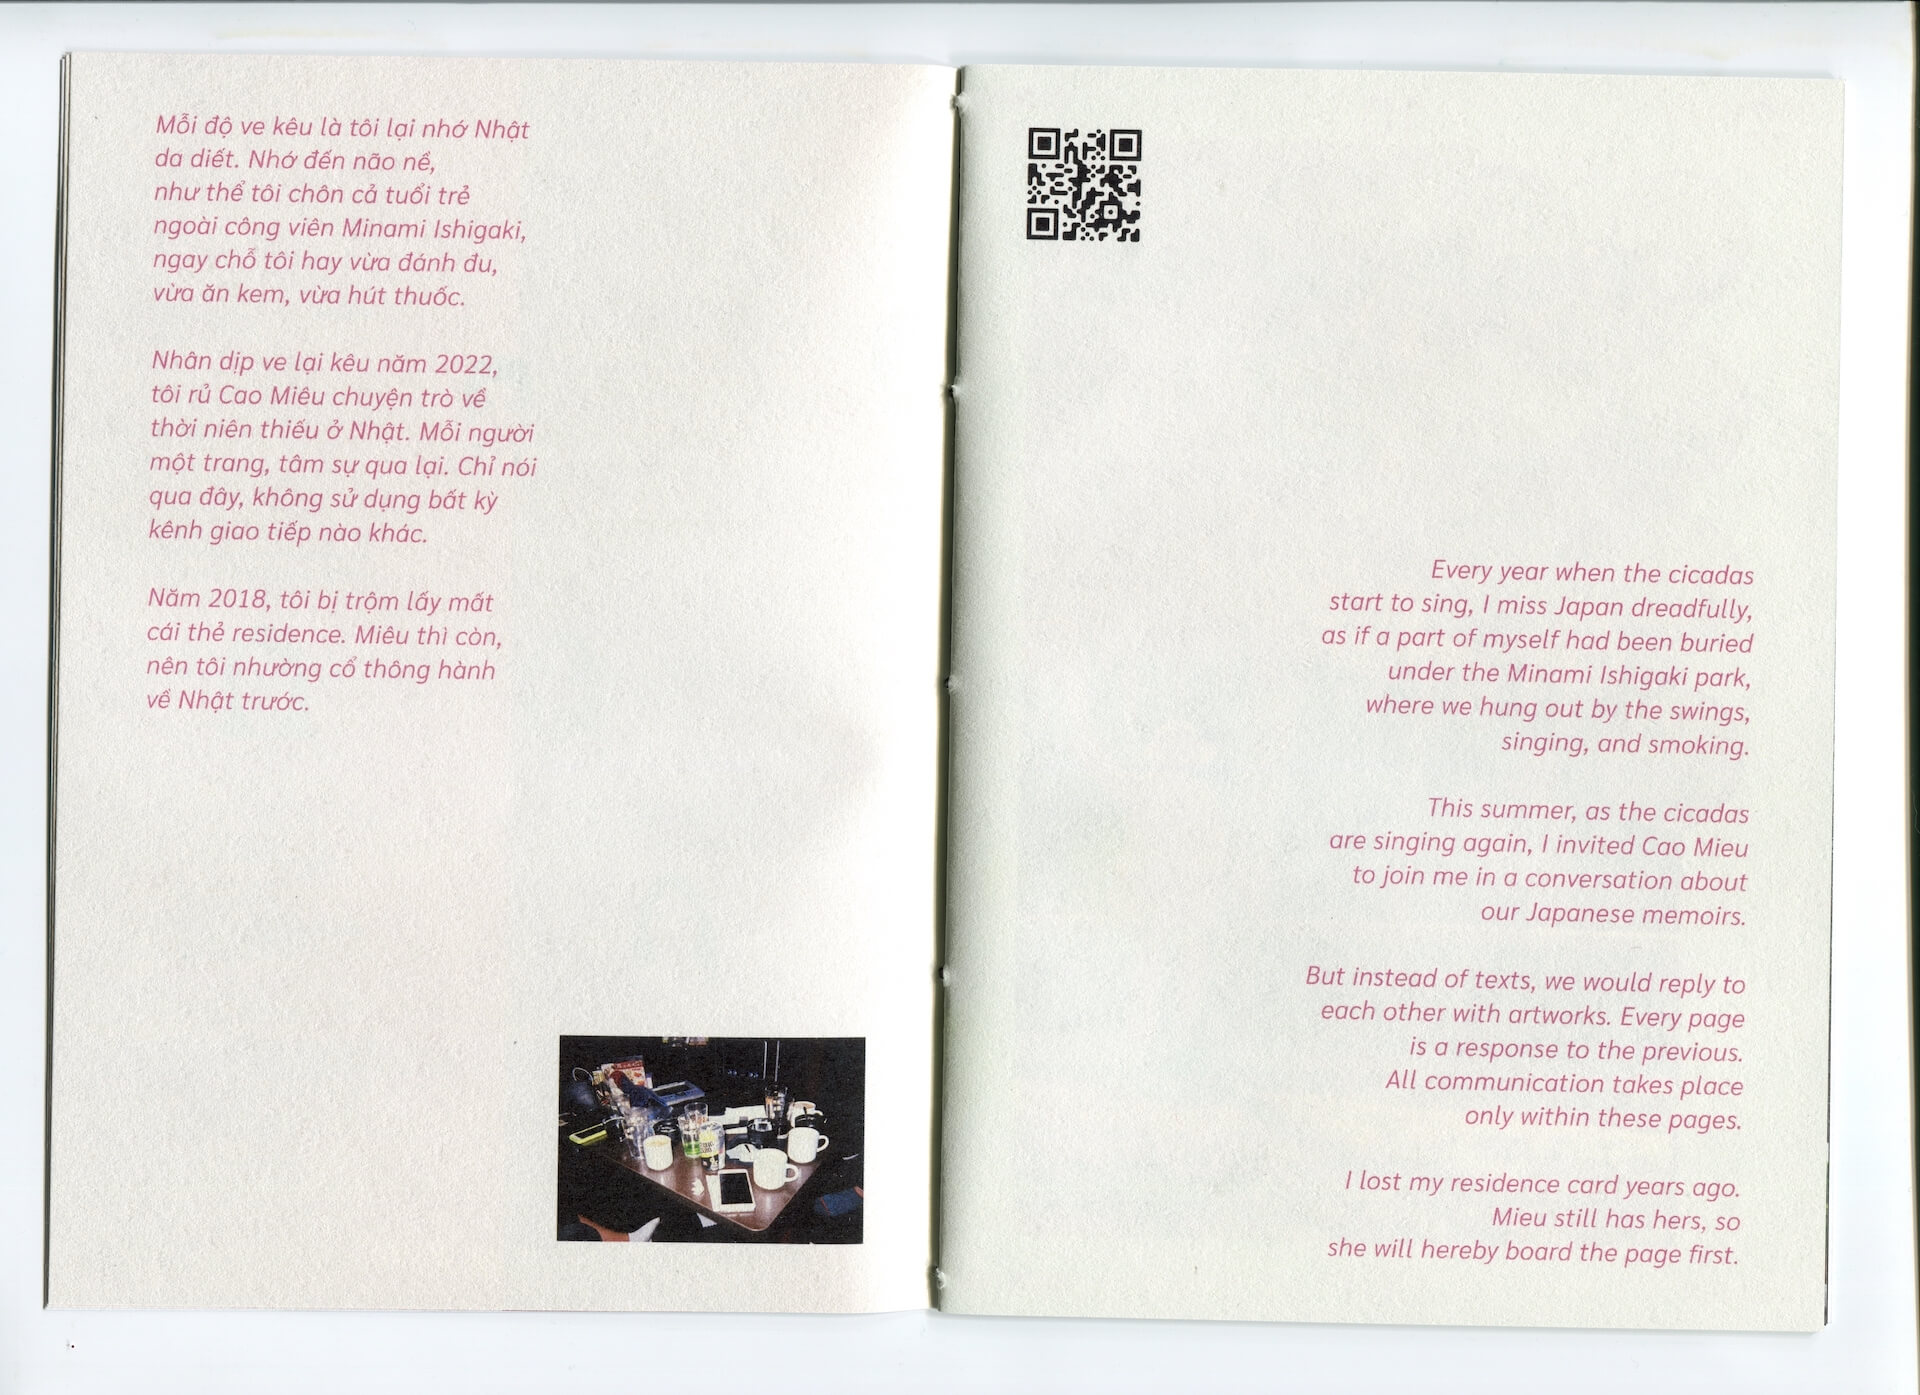 Mỗi độ ve kêu là tôi lại nhớ Nhật
da diết. Nhớ đến não nề,
như thể tôi chôn cả tuổi trẻ
ngoài công viên Minami Ishigaki,
ngay chỗ tôi hay vừa đánh đu,
vừa ăn kem, vừa hút thuốc.
Nhân dịp ve lại kêu năm 2022,
tôi rủ Cao Miêu chuyện trò về
thời niên thiếu ở Nhật. Mỗi người
một trang, tâm sự qua lại. Chỉ nói
qua đây, không sử dụng bất kỳ
kênh giao tiếp nào khác.
Năm 2018, tôi bị trộm lấy mất
cái thẻ residence. Miêu thì còn,
nên tôi nhường cổ thông hành
về Nhật trước.
Every year when the cicadas
start to sing, I miss Japan dreadfully,
as if a part of myself had been buried
under the Minami Ishigaki park,
where we hung out by the swings,
singing, and smoking.
This summer, as the cicadas
are singing again, I invited Cao Mieu
to join me in a conversation about
our Japanese memoirs.
But instead of texts, we would reply to
each other with artworks. Every page
is a response to the previous.
All communication takes place
only within these pages.
I lost my residence card years ago.
Mieu still has hers, so
she will hereby board the page first.